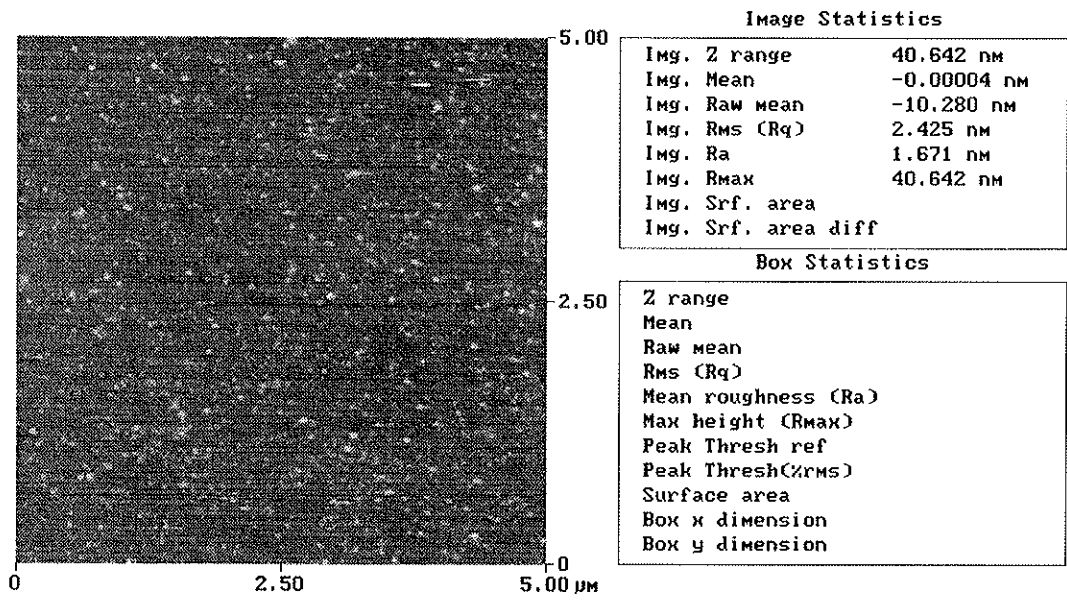 Image Statistics
Img. Z range 40.642 nm
Img. Mean -0.00004 nm
Img. Raw mean -10.280 nm
Img. Rms (Rq) 2.425 nm
Img. Ra 1.671 nm
Img. Rmax 40.642 nm
Img. Srf. area
Img. Srf. area diff
Box Statistics
Z range
Mean
Raw mean
Rms (Rq)
Mean roughness (Ra)
Max height (Rmax)
Peak Thresh ref
Peak Thresh(%rms)
Surface area
Box x dimension
Box y dimension
5.00
2.50
0
0 2.50 5.00 µm